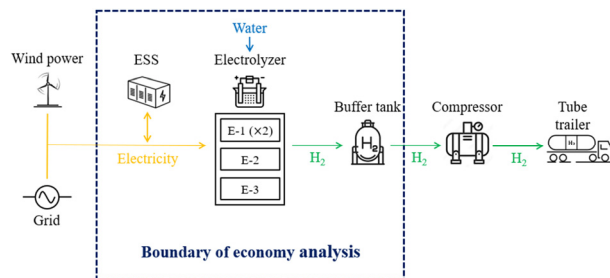 Water
Wind power
ESS
Electrolyzer
Buffer tank
Compressor
Tube
trailer
E-1 (×2)
E-2
E-3
H2
H₂
Electricity
H₂
H₂
H₂
Grid
Boundary of economy analysis